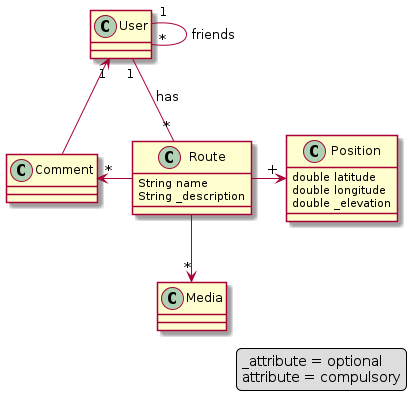 1
C User
* friends
1 1
has
*
C Route
C Position
C Comment
*
+
String name
String _description
double latitude
double longitude
double _elevation
*
C Media
_attribute = optional
attribute = compulsory